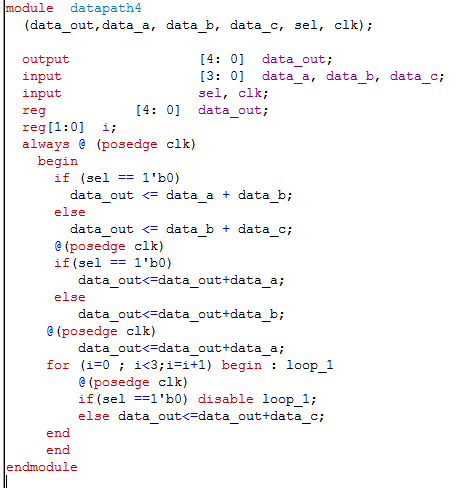 module  datapath4
(data_out,data_a, data_b, data_c, sel, clk);
output [4: 0] data_out;
input [3: 0] data_a, data_b, data_c;
input sel, clk;
reg [4: 0] data_out;
reg[1:0] i;
always @ (posedge clk)
begin
if (sel == 1'b0)
data_out <= data_a + data_b;
else
data_out <= data_b + data_c;
@(posedge clk)
if(sel == 1'b0)
data_out<=data_out+data_a;
else
data_out<=data_out+data_b;
@(posedge clk)
data_out<=data_out+data_a;
for (i=0 ; i<3;i=i+1) begin : loop_1
@(posedge clk)
if(sel ==1'b0) disable loop_1;
else data_out<=data_out+data_c;
end
end
endmodule